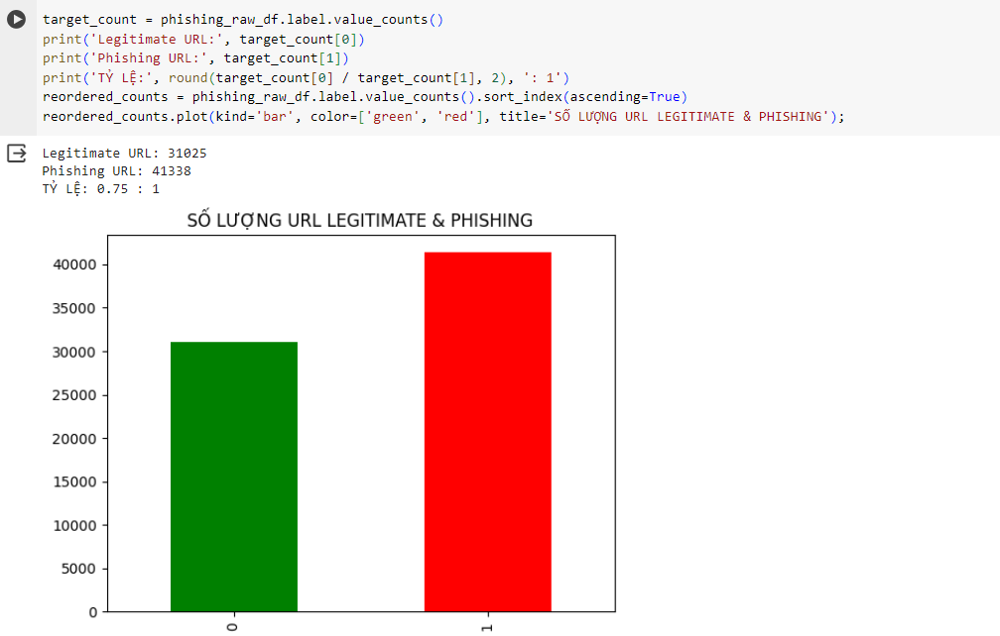 target_count = phishing_raw_df.label.value_counts()
print('Legitimate URL:', target_count[0])
print('Phishing URL:', target_count[1])
print('TỶ LỆ:', round(target_count[0] / target_count[1], 2), ': 1')
reordered_counts = phishing_raw_df.label.value_counts().sort_index(ascending=True)
reordered_counts.plot(kind='bar', color=['green', 'red'], title='SỐ LƯỢNG URL LEGITIMATE & PHISHING');
Legitimate URL: 31025
Phishing URL: 41338
TỶ LỆ: 0.75 : 1
SỐ LƯỢNG URL LEGITIMATE & PHISHING
40000
35000
30000
25000
20000
15000
10000
5000
0
0 1